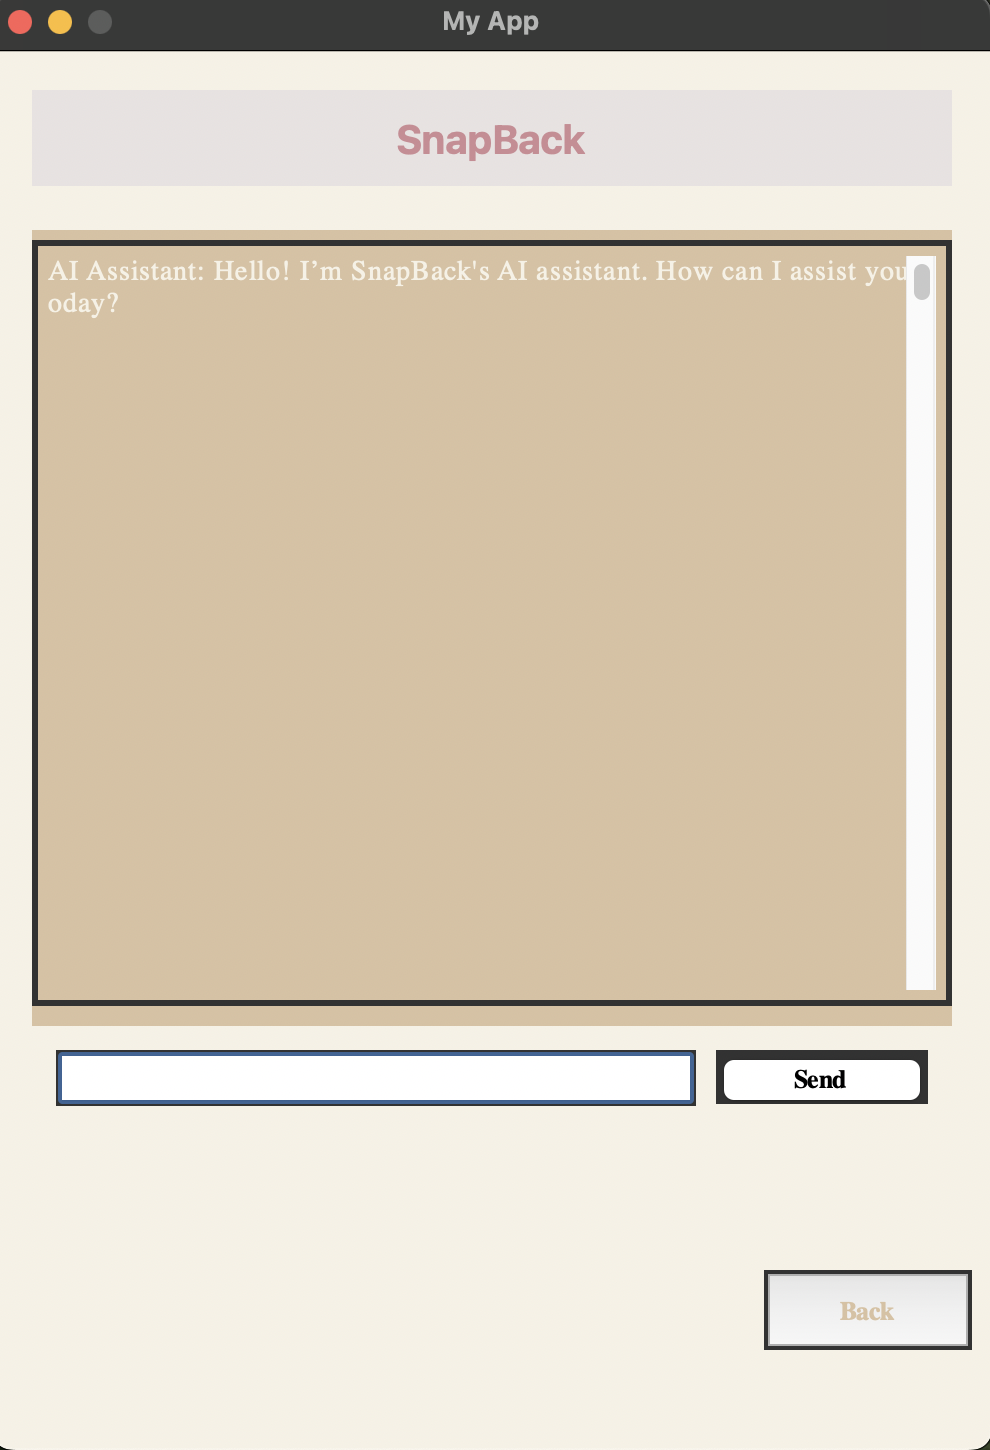 My App
SnapBack
AI Assistant: Hello! I’m SnapBack's AI assistant. How can I assist you
oday?
Send
Back